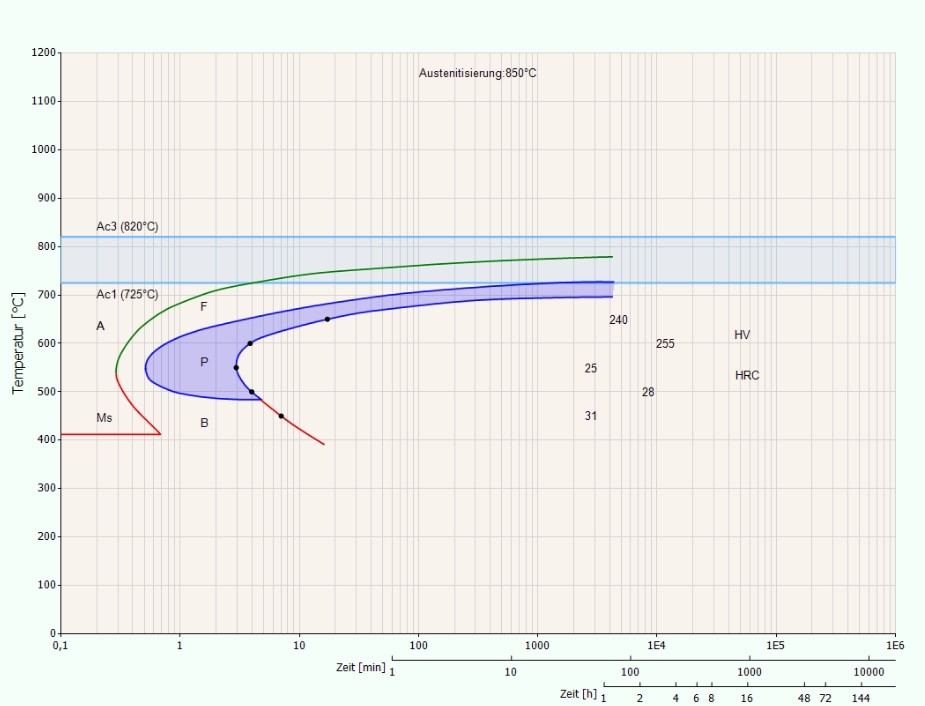 1200
Austenitisierung:850°C
1100
1000
900
Ac3 (820°C)
800
Ac1 (725°C)
700
F
A
240
HV
600
255
P
25
HRC
500
28
Ms
31
B
400
300
200
100
0
Temperatur [°C]
0,1 1 10 100 1000 1E4 1E5 1E6
Zeit [min] 1 10 100 1000 10000
Zeit [h] 1 2 4 6 8 16 48 72 144